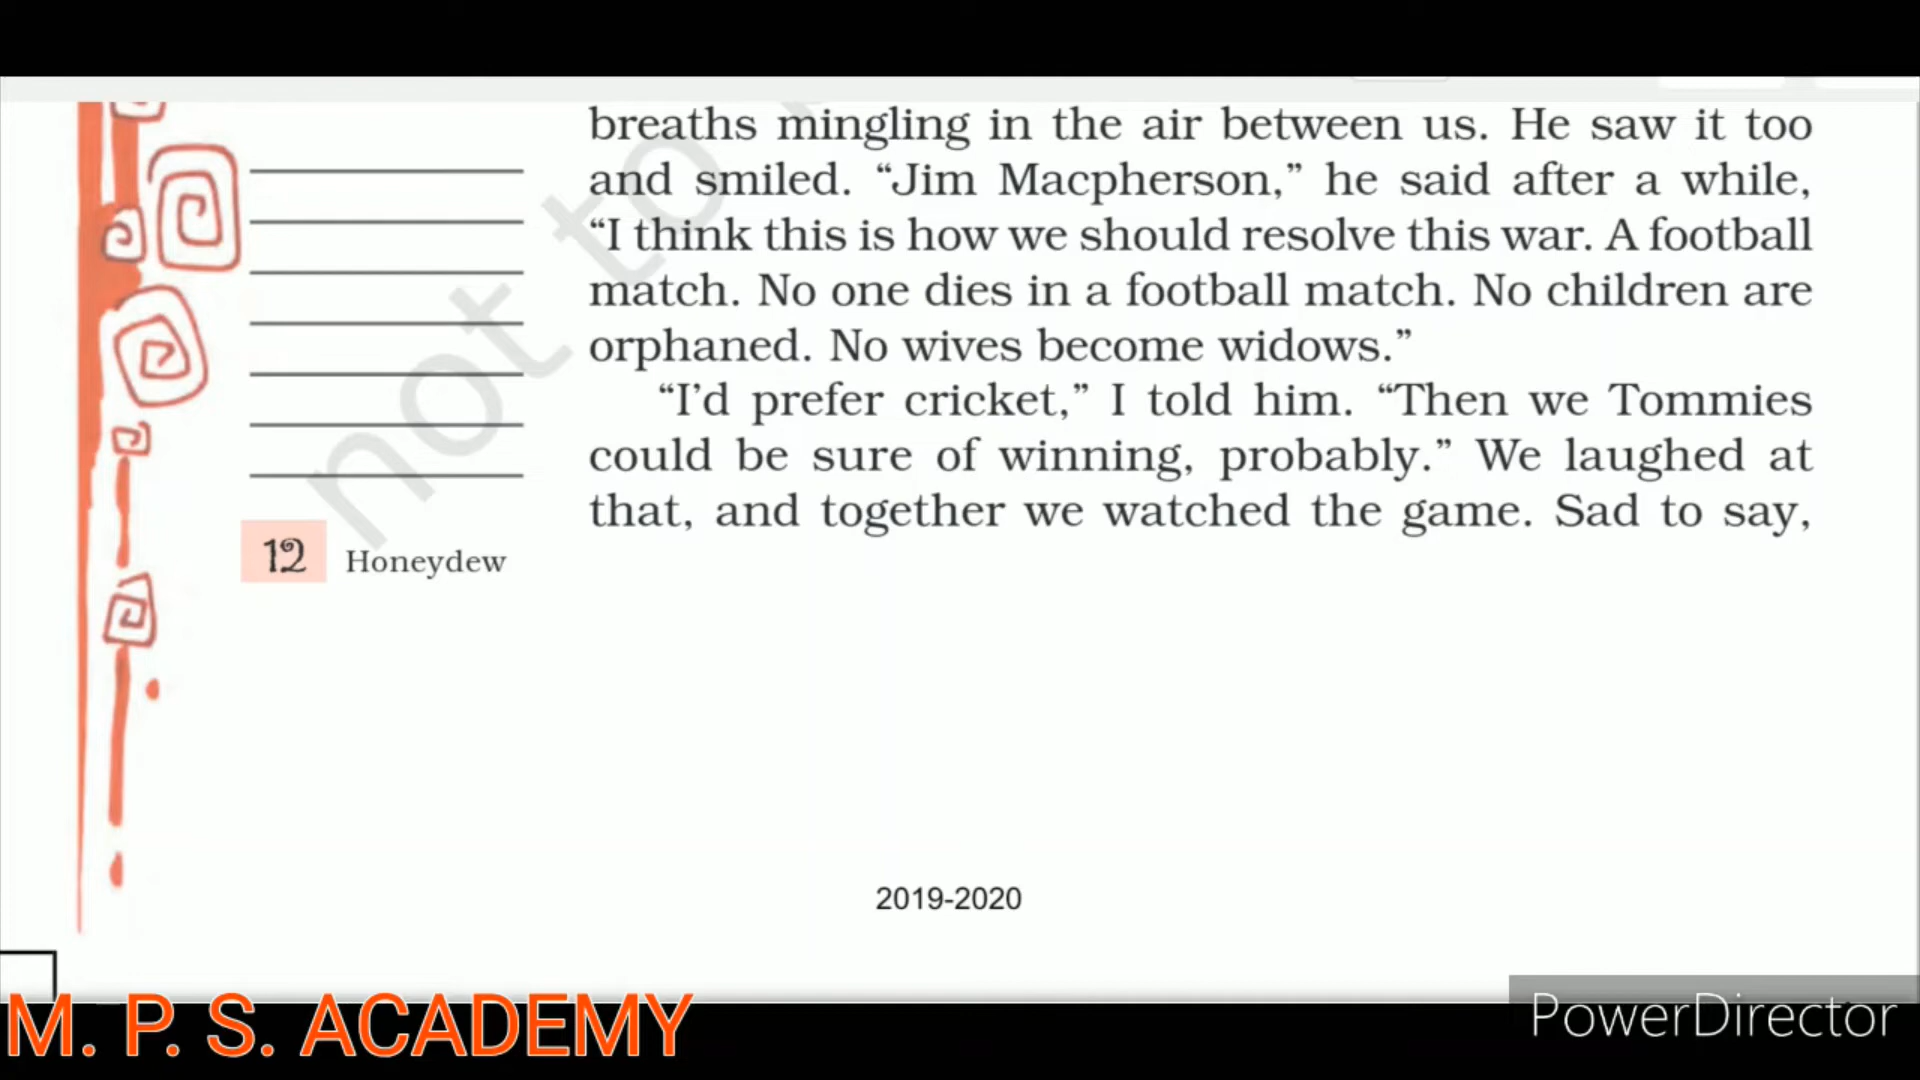 breaths mingling in the air between us. He saw it too
and smiled. “Jim Macpherson,” he said after a while,
“I think this is how we should resolve this war. A football
match. No one dies in a football match. No children are
orphaned. No wives become widows.”
“I’d prefer cricket,” I told him. “Then we Tommies
could be sure of winning, probably.” We laughed at
that, and together we watched the game. Sad to say,
not to
12 Honeydew
2019-2020
M. P. S. ACADEMY
PowerDirector